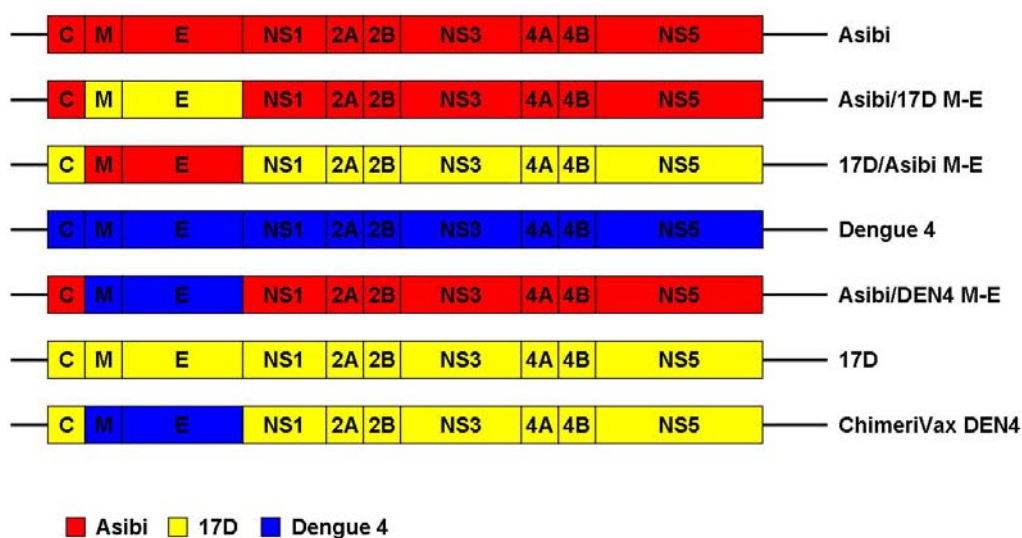 C M E NS1 2A 2B NS3 4A 4B NS5 Asibi
C M E NS1 2A 2B NS3 4A 4B NS5 Asibi/17D M-E
C M E NS1 2A 2B NS3 4A 4B NS5 17D/Asibi M-E
C M E NS1 2A 2B NS3 4A 4B NS5 Dengue 4
C M E NS1 2A 2B NS3 4A 4B NS5 Asibi/DEN4 M-E
C M E NS1 2A 2B NS3 4A 4B NS5 17D
C M E NS1 2A 2B NS3 4A 4B NS5 ChimeriVax DEN4
Asibi 17D Dengue 4